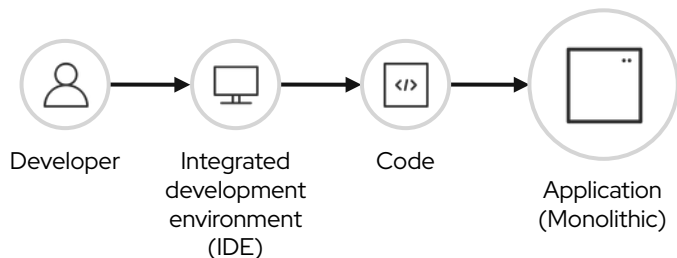 </>
Developer
Integrated
development
environment
(IDE)
Code
Application
(Monolithic)